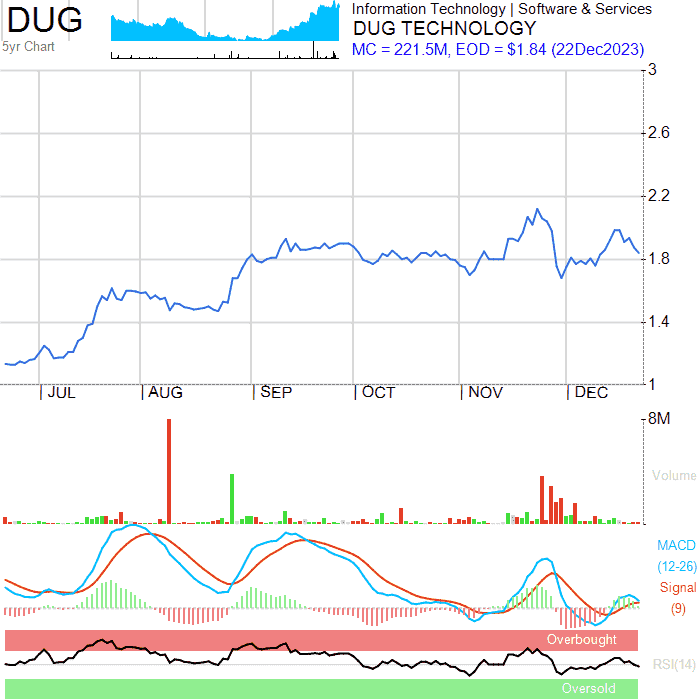 DUG
5yr Chart
Information Technology | Software & Services
DUG TECHNOLOGY
MC = 221.5M, EOD = $1.84 (22Dec2023)
3
2.6
2.2
1.8
1.4
1
JUL
AUG
SEP
OCT
NOV
DEC
8M
Volume
MACD
(12-26)
Signal
(9)
Overbought
RSI(14)
Oversold